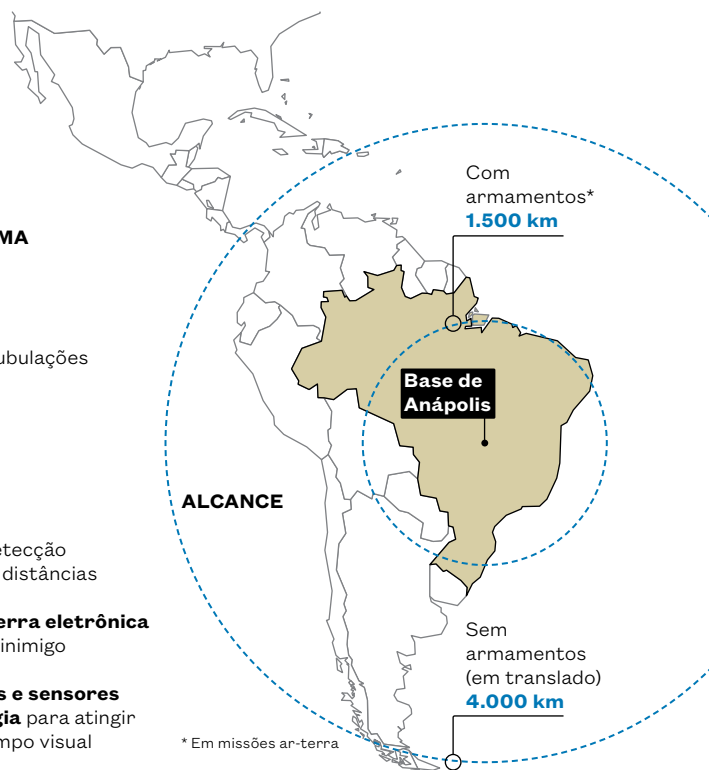 MA
ubulações
etecção
distâncias
erra eletrônica
inimigo
s e sensores
gia para atingir
mpo visual
ALCANCE
Com
armamentos*
1.500 km
Base de
Anápolis
Sem
armamentos
(em translado)
4.000 km
* Em missões ar-terra